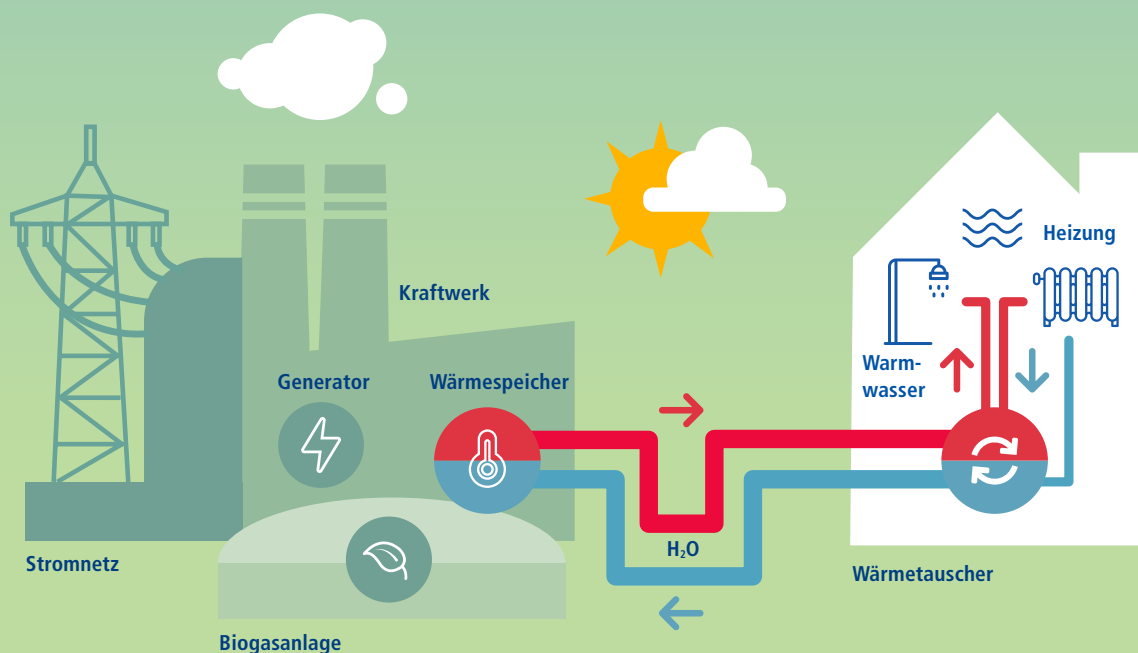 Heizung
Kraftwerk
Warm-
wasser
Generator
Wärmespeicher
H₂O
Stromnetz
Wärmetauscher
Biogasanlage